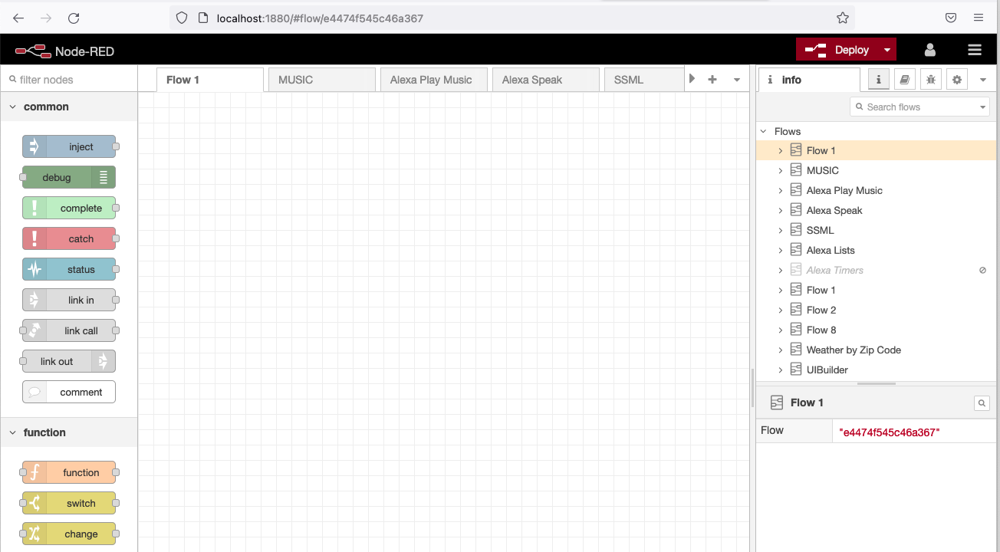 localhost:1880/#flow/e4474f545c46a367
Node-RED
Deploy
filter nodes
Flow 1
MUSIC
Alexa Play Music
Alexa Speak
SSML
info
common
Search flows
inject
debug
complete
catch
status
link in
link call
link out
comment
function
function
switch
change
Flows
Flow 1
MUSIC
Alexa Play Music
Alexa Speak
SSML
Alexa Lists
Alexa Timers
Flow 1
Flow 2
Flow 8
Weather by Zip Code
UIBuilder
Flow 1
Flow "e4474f545c46a367"